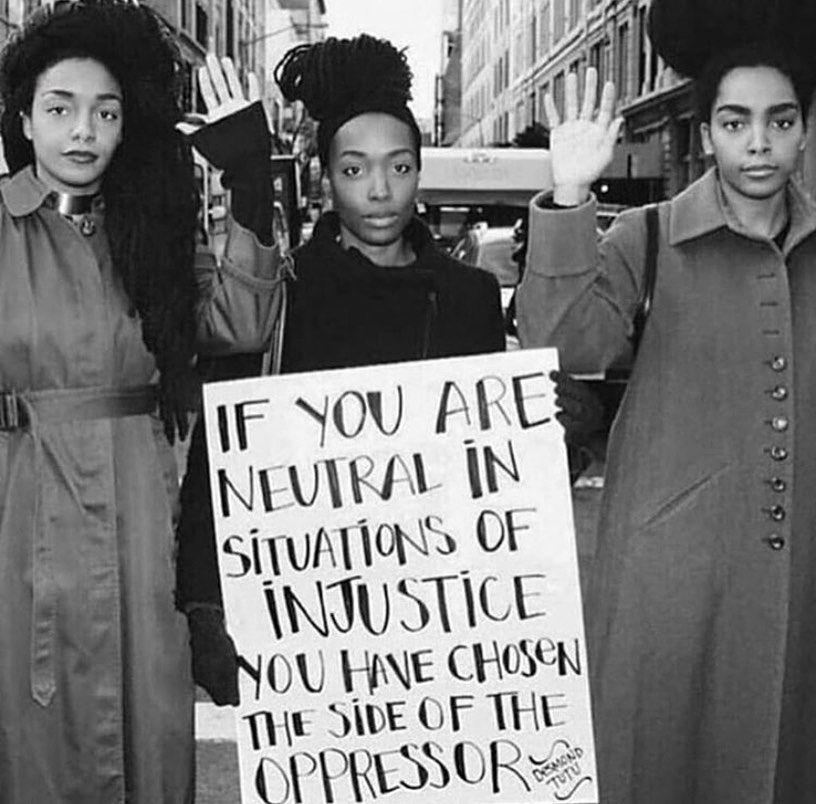 IF YOU ARE
NEUTRAL IN
SITUATIONS OF
INJUSTICE
YOU HAVE CHOSEN
THE SIDE OF THE
OPPRESSOR
DESMOND
TUTU